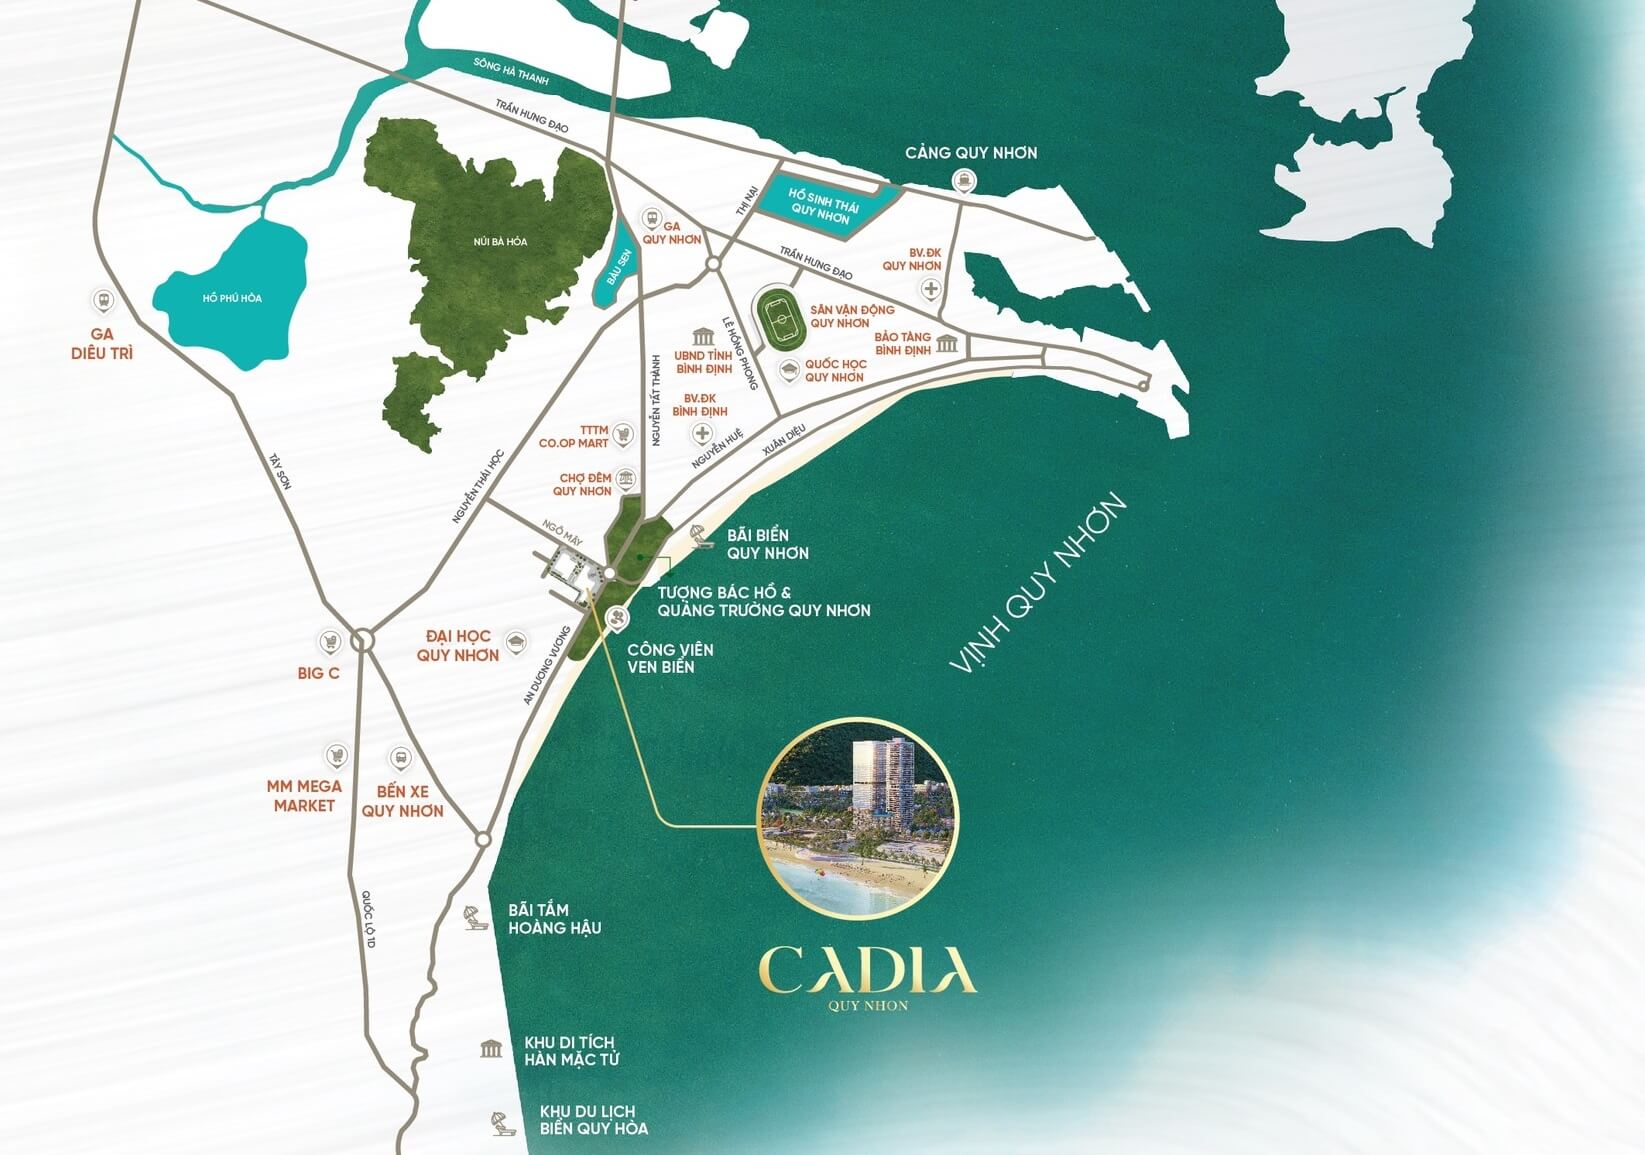 SÔNG HÀ THANH
TRẦN HƯNG ĐẠO
CẢNG QUY NHƠN
THỊ NẠI
HỒ SINH THÁI
QUY NHƠN
GA
QUY NHƠN
NÚI BÀ HỎA
BÀU SEN
TRẦN HƯNG ĐẠO
BV.ĐK
QUY NHƠN
HỒ PHÚ HÒA
GA
DIÊU TRÌ
SÂN VẬN ĐỘNG
QUY NHƠN
LÊ HỒNG PHONG
BẢO TÀNG
BÌNH ĐỊNH
UBND TỈNH
BÌNH ĐỊNH
QUỐC HỌC
QUY NHƠN
NGUYỄN TẤT THÀNH
BV.ĐK
BÌNH ĐỊNH
TTTM
CO.OP MART
NGUYỄN HUỆ
XUÂN DIỆU
TÂY SƠN
NGUYỄN THÁI HỌC
CHỢ ĐÊM
QUY NHƠN
NGÔ MÂY
BÃI BIỂN
QUY NHƠN
VỊNH QUY NHƠN
TƯỢNG BÁC HỒ &
QUẢNG TRƯỜNG QUY NHƠN
CÔNG VIÊN
VEN BIỂN
ĐẠI HỌC
QUY NHƠN
AN DƯƠNG VƯƠNG
BIG C
MM MEGA
MARKET
BẾN XE
QUY NHƠN
QUỐC LỘ 1D
BÃI TẮM
HOÀNG HẬU
CADIA
QUY NHON
KHU DI TÍCH
HÀN MẶC TỬ
KHU DU LỊCH
BIỂN QUY HÒA